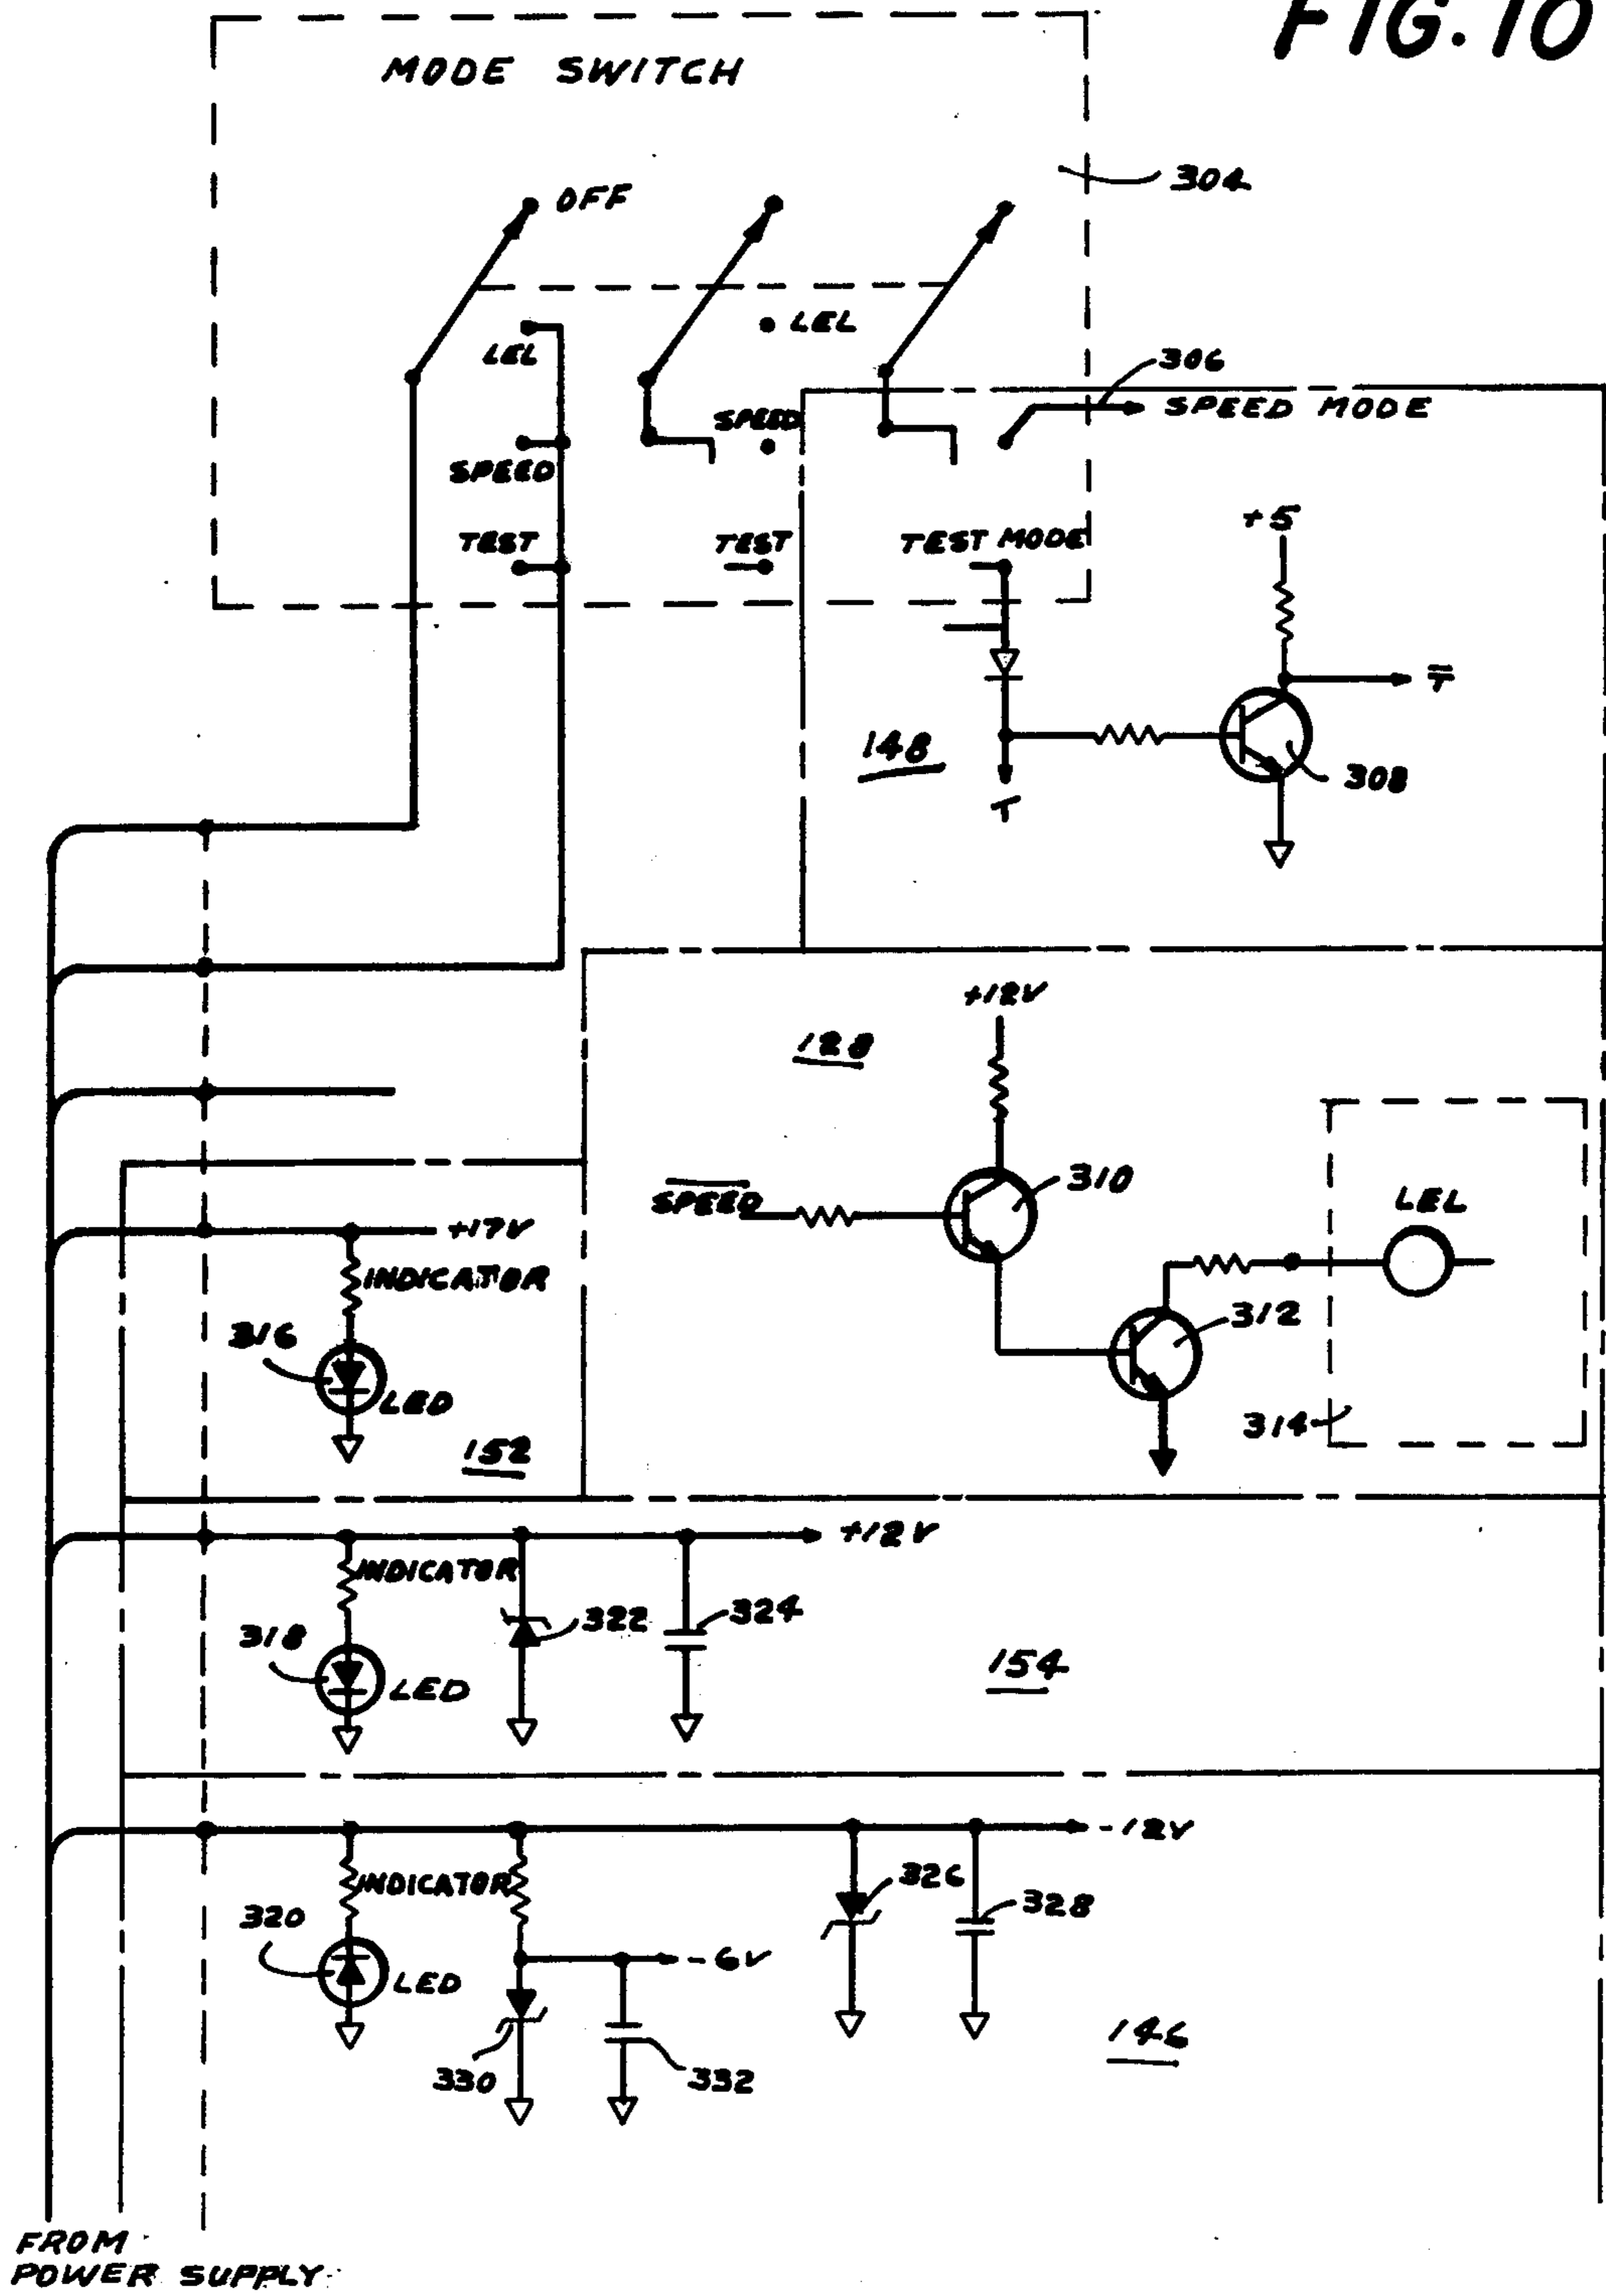 FIG. 10
MODE SWITCH
304
OFF
LEL
LEL
306
SPEED MODE
SPEED
SPEED
TEST
TEST
TEST MODE
+5
T̅
148
308
T
+12V
128
310
S̅P̅E̅E̅D̅
LEL
+17V
INDICATOR
316
312
LED
314
152
+12V
INDICATOR
322
324
318
154
LED
-12V
INDICATOR
326
328
320
-6V
LED
146
330
332
FROM
POWER SUPPLY